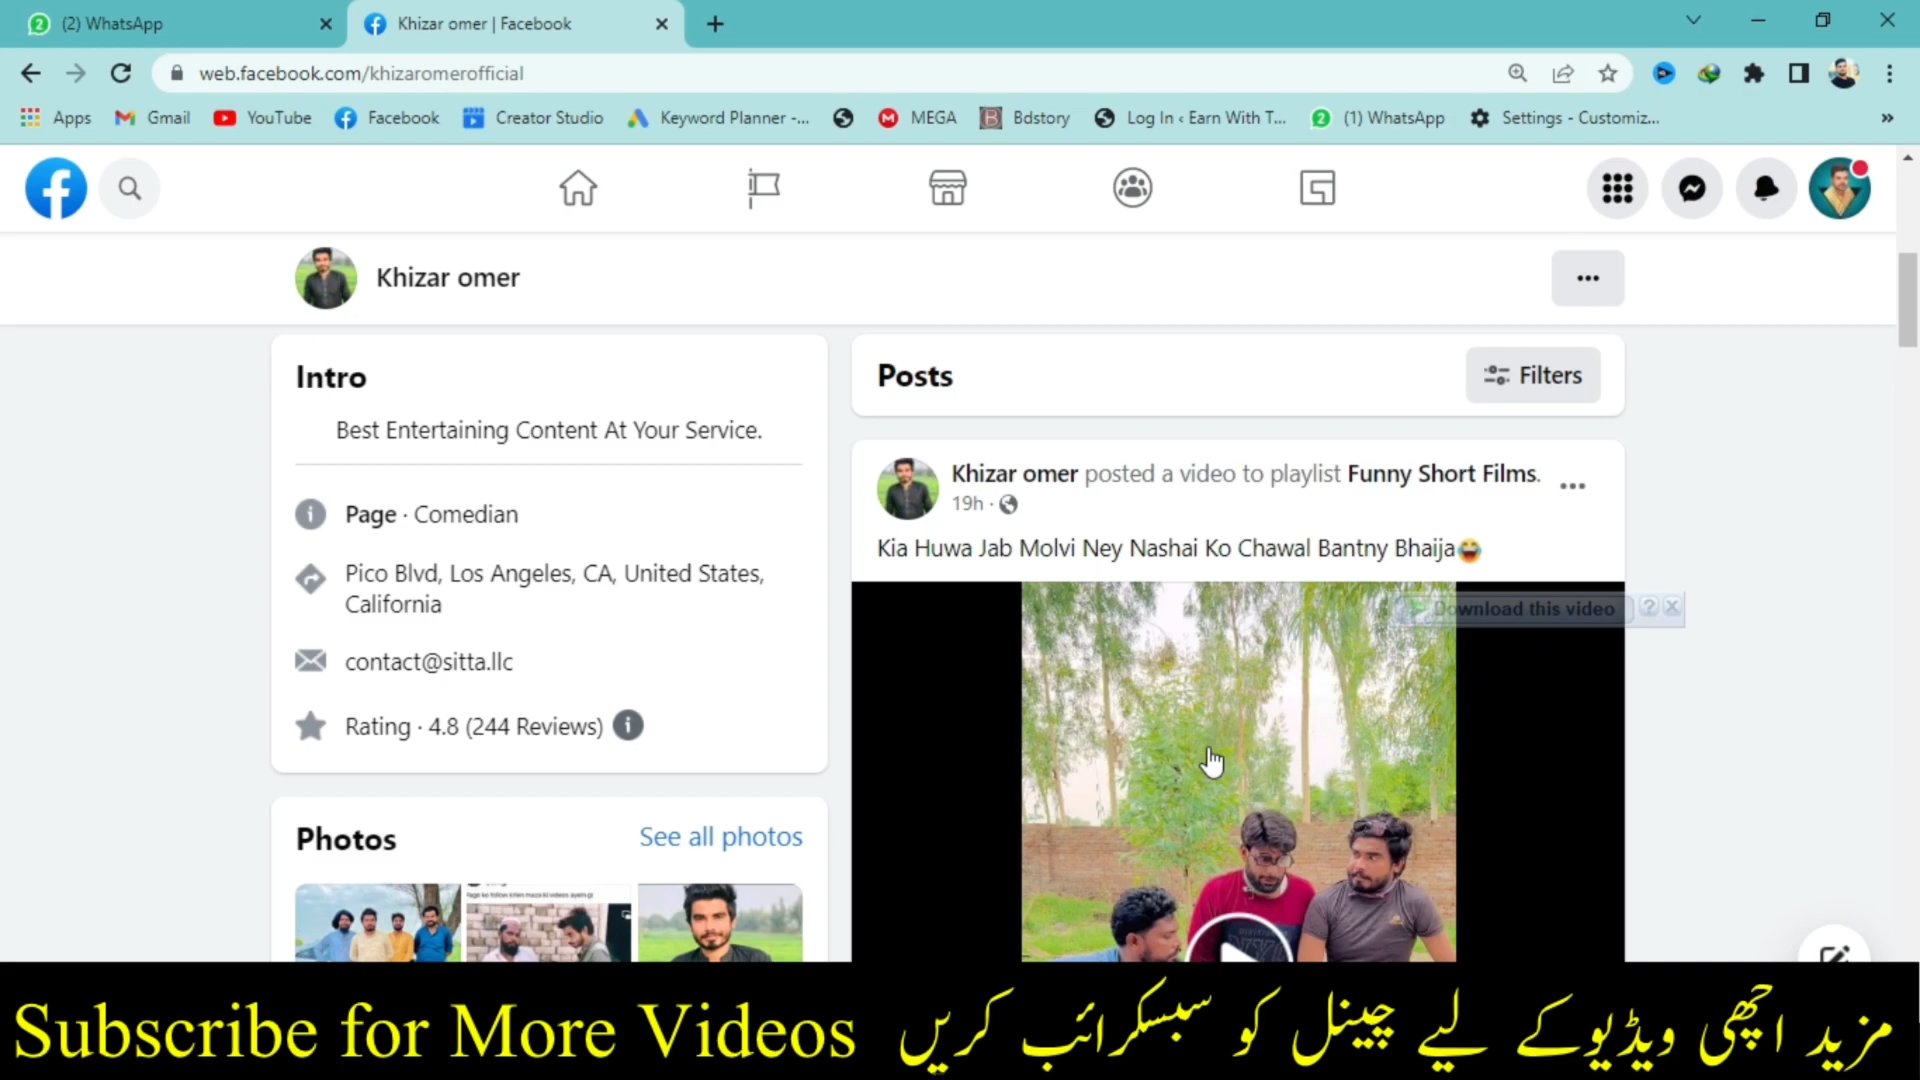 (2) WhatsApp
Khizar omer | Facebook
web.facebook.com/khizaromerofficial
Apps
Gmail
YouTube
Facebook
Creator Studio
Keyword Planner -...
MEGA
Bdstory
Log In ‹ Earn With T...
(1) WhatsApp
Settings - Customiz...
»
Khizar omer
Intro
Best Entertaining Content At Your Service.
Page · Comedian
Pico Blvd, Los Angeles, CA, United States,
California
contact@sitta.llc
Rating · 4.8 (244 Reviews)
Photos
See all photos
Posts
Filters
Khizar omer posted a video to playlist Funny Short Films.
19h ·
Kia Huwa Jab Molvi Ney Nashai Ko Chawal Bantny Bhaija😂
Download this video
Subscribe for More Videos
مزید اچھی ویڈیو کے لیے چینل کو سبسکرائب کریں